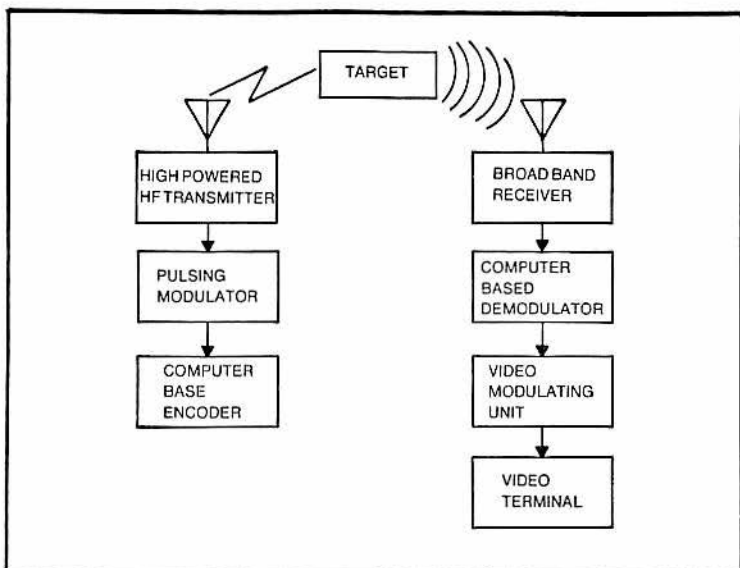 TARGET
HIGH POWERED
HF TRANSMITTER
PULSING
MODULATOR
COMPUTER
BASE
ENCODER
BROAD BAND
RECEIVER
COMPUTER
BASED
DEMODULATOR
VIDEO
MODULATING
UNIT
VIDEO
TERMINAL